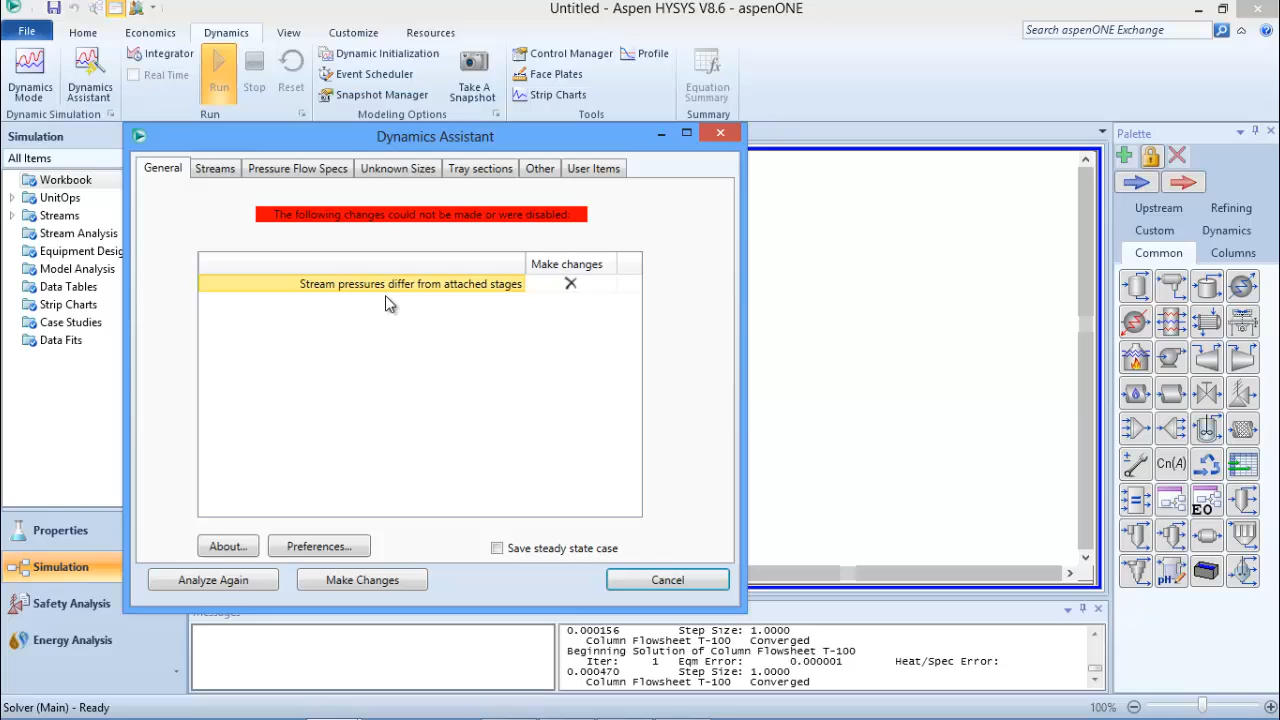 Untitled - Aspen HYSYS V8.6 - aspenONE
File
Home
Economics
Dynamics
View
Customize
Resources
Search aspenONE Exchange
Dynamics Mode
Dynamics Assistant
Dynamic Simulation
Integrator
Real Time
Run
Stop
Reset
Run
Dynamic Initialization
Event Scheduler
Snapshot Manager
Take A Snapshot
Modeling Options
Control Manager
Profile
Face Plates
Strip Charts
Tools
Equation Summary
Summary
Simulation
All Items
Workbook
UnitOps
Streams
Stream Analysis
Equipment Desig
Model Analysis
Data Tables
Strip Charts
Case Studies
Data Fits
Properties
Simulation
Safety Analysis
Energy Analysis
Dynamics Assistant
General
Streams
Pressure Flow Specs
Unknown Sizes
Tray sections
Other
User Items
The following changes could not be made or were disabled:
Make changes
Stream pressures differ from attached stages
About...
Preferences...
Save steady state case
Analyze Again
Make Changes
Cancel
Palette
Upstream
Refining
Custom
Dynamics
Common
Columns
Cn(A)
EO
pH
0.000156 Step Size: 1.0000
Column Flowsheet T-100 Converged
Beginning Solution of Column Flowsheet T-100
Iter: 1 Eqm Error: 0.000001 Heat/Spec Error:
0.000470 Step Size: 1.0000
Column Flowsheet T-100 Converged
Solver (Main) - Ready
100%